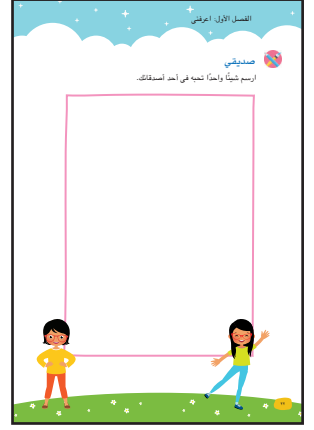 الفصل الأول: اعرفني
صديقي
ارسم شيئًا واحدًا تحبه في أحد أصدقائك.